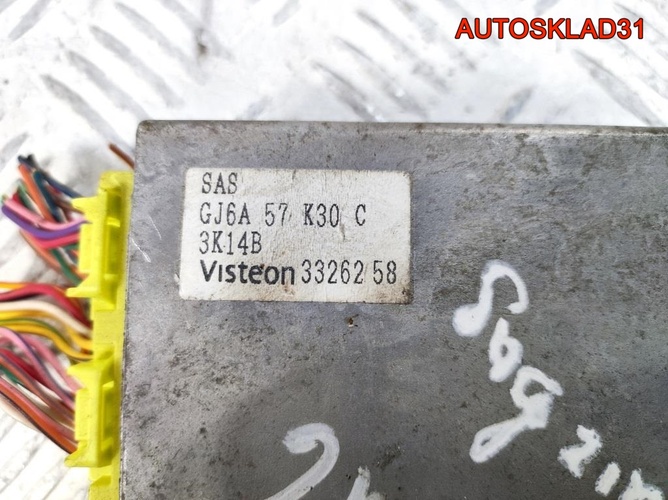 AUTOSKLAD31
SAS
GJ6A 57 K30 C
3K14B
Visteon 33262 58